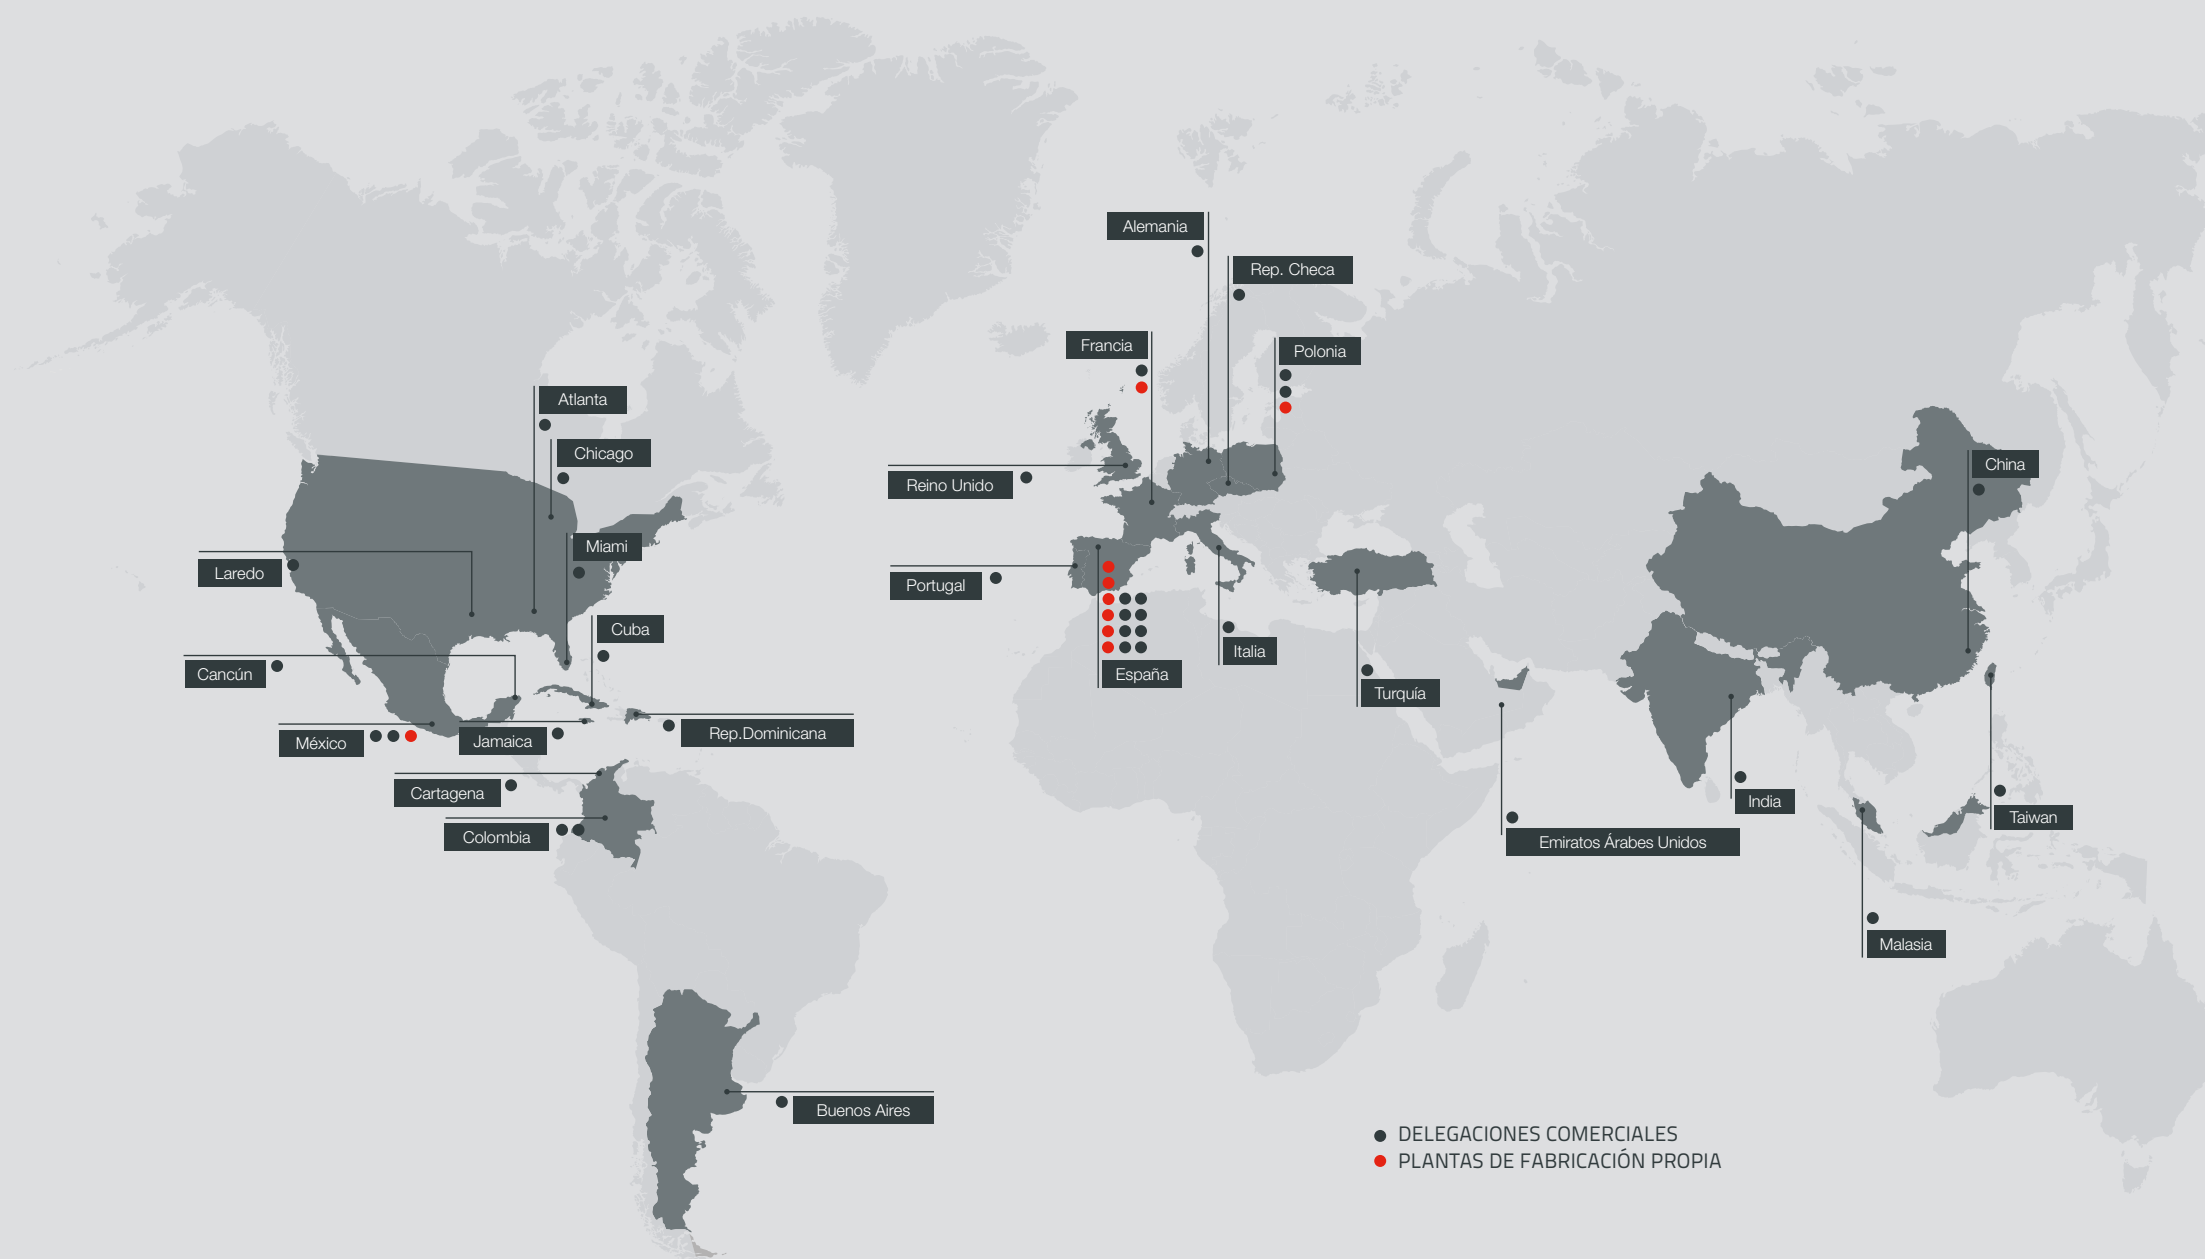 Alemania
Rep. Checa
Francia
Polonia
Atlanta
Chicago
China
Reino Unido
Miami
Laredo
Portugal
Cuba
Italia
Cancún
España
Turquía
Rep.Dominicana
Jamaica
México
Cartagena
India
Taiwan
Colombia
Emiratos Árabes Unidos
Malasia
Buenos Aires
DELEGACIONES COMERCIALES
PLANTAS DE FABRICACIÓN PROPIA